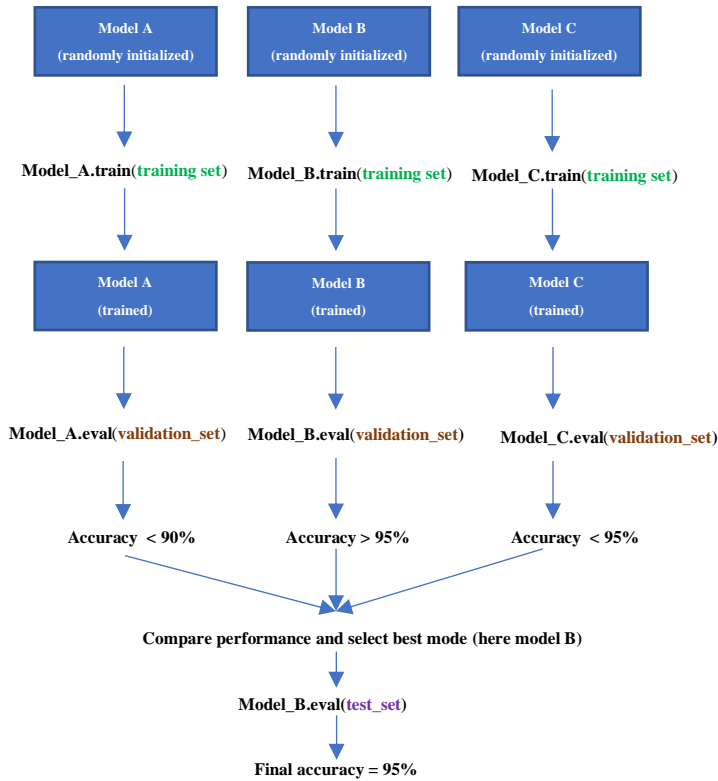 Model A
(randomly initialized)
Model B
(randomly initialized)
Model C
(randomly initialized)
Model_A.train(training set)
Model_B.train(training set)
Model_C.train(training set)
Model A
(trained)
Model B
(trained)
Model C
(trained)
Model_A.eval(validation_set)
Model_B.eval(validation_set)
Model_C.eval(validation_set)
Accuracy < 90%
Accuracy > 95%
Accuracy < 95%
Compare performance and select best mode (here model B)
Model_B.eval(test_set)
Final accuracy = 95%